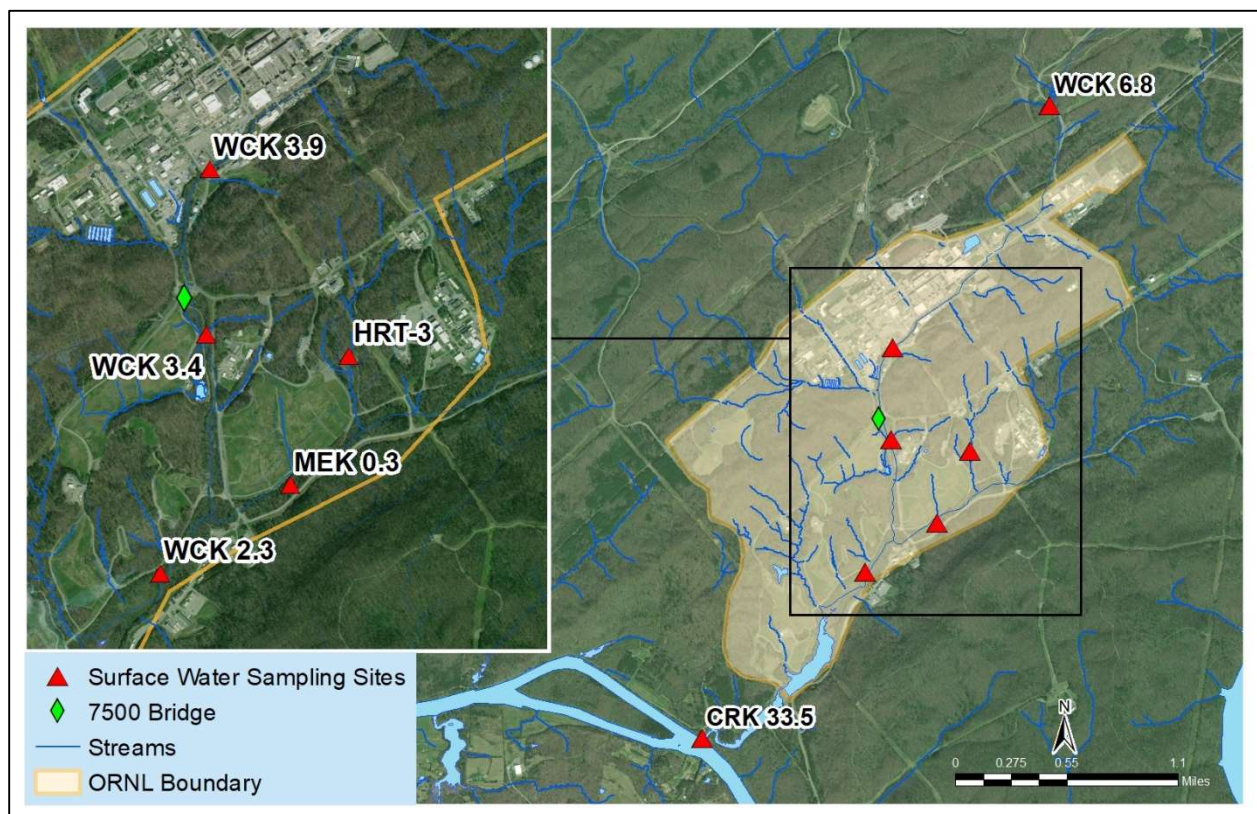 WCK 6.8
WCK 3.9
HRT-3
WCK 3.4
MEK 0.3
WCK 2.3
Surface Water Sampling Sites
7500 Bridge
Streams
ORNL Boundary
CRK 33.5
N
0 0.275 0.55 1.1
Miles